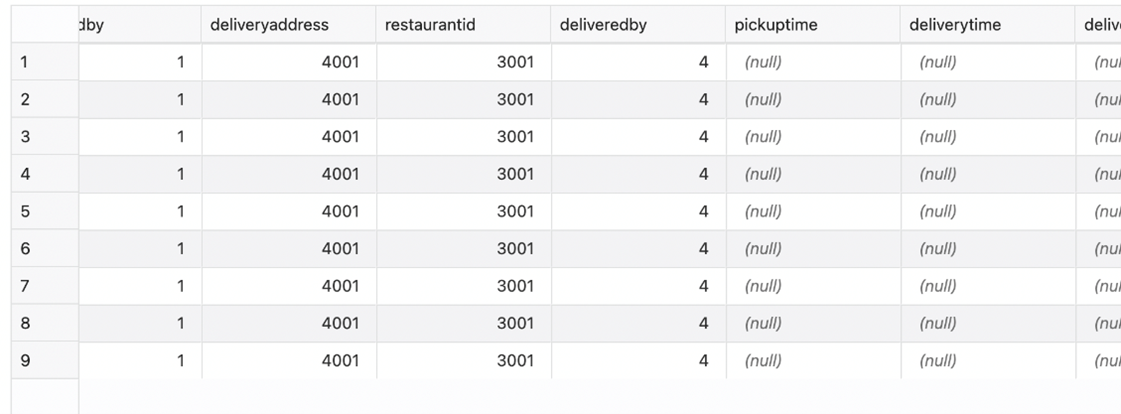 dby deliveryaddress restaurantid deliveredby pickuptime deliverytime delive
1 1 4001 3001 4 (null) (null) (nul
2 1 4001 3001 4 (null) (null) (nul
3 1 4001 3001 4 (null) (null) (nul
4 1 4001 3001 4 (null) (null) (nul
5 1 4001 3001 4 (null) (null) (nul
6 1 4001 3001 4 (null) (null) (nul
7 1 4001 3001 4 (null) (null) (nul
8 1 4001 3001 4 (null) (null) (nul
9 1 4001 3001 4 (null) (null) (nul